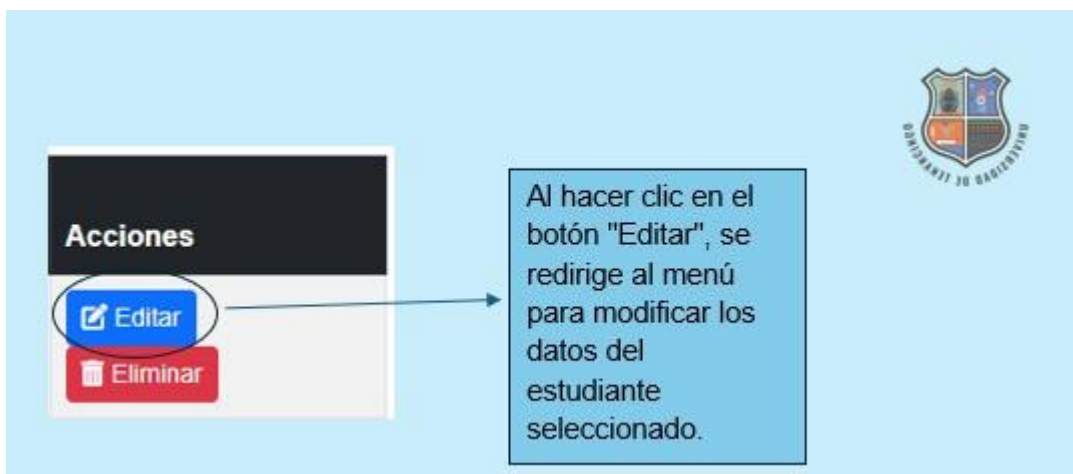 Acciones
Editar
Eliminar
Al hacer clic en el
botón "Editar", se
redirige al menú
para modificar los
datos del
estudiante
seleccionado.